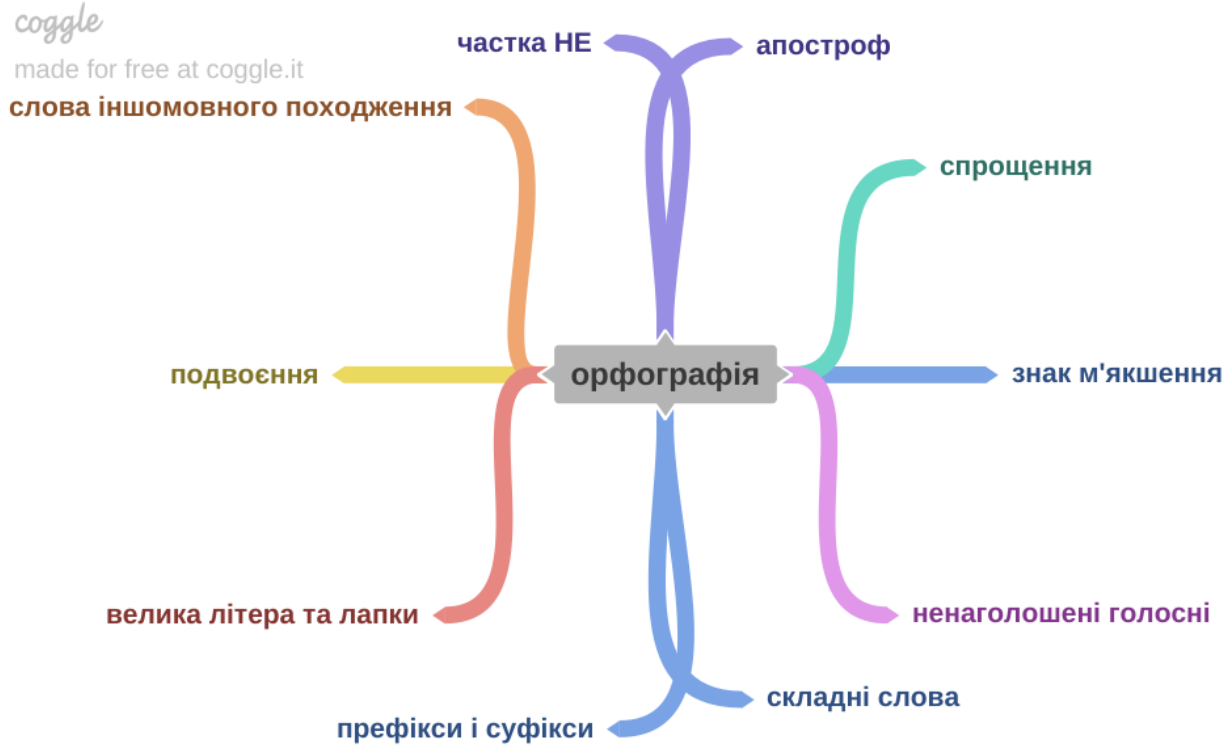 coggle
made for free at coggle.it
частка НЕ
апостроф
слова іншомовного походження
спрощення
подвоєння
орфографія
знак м'якшення
велика літера та лапки
ненаголошені голосні
складні слова
префікси і суфікси